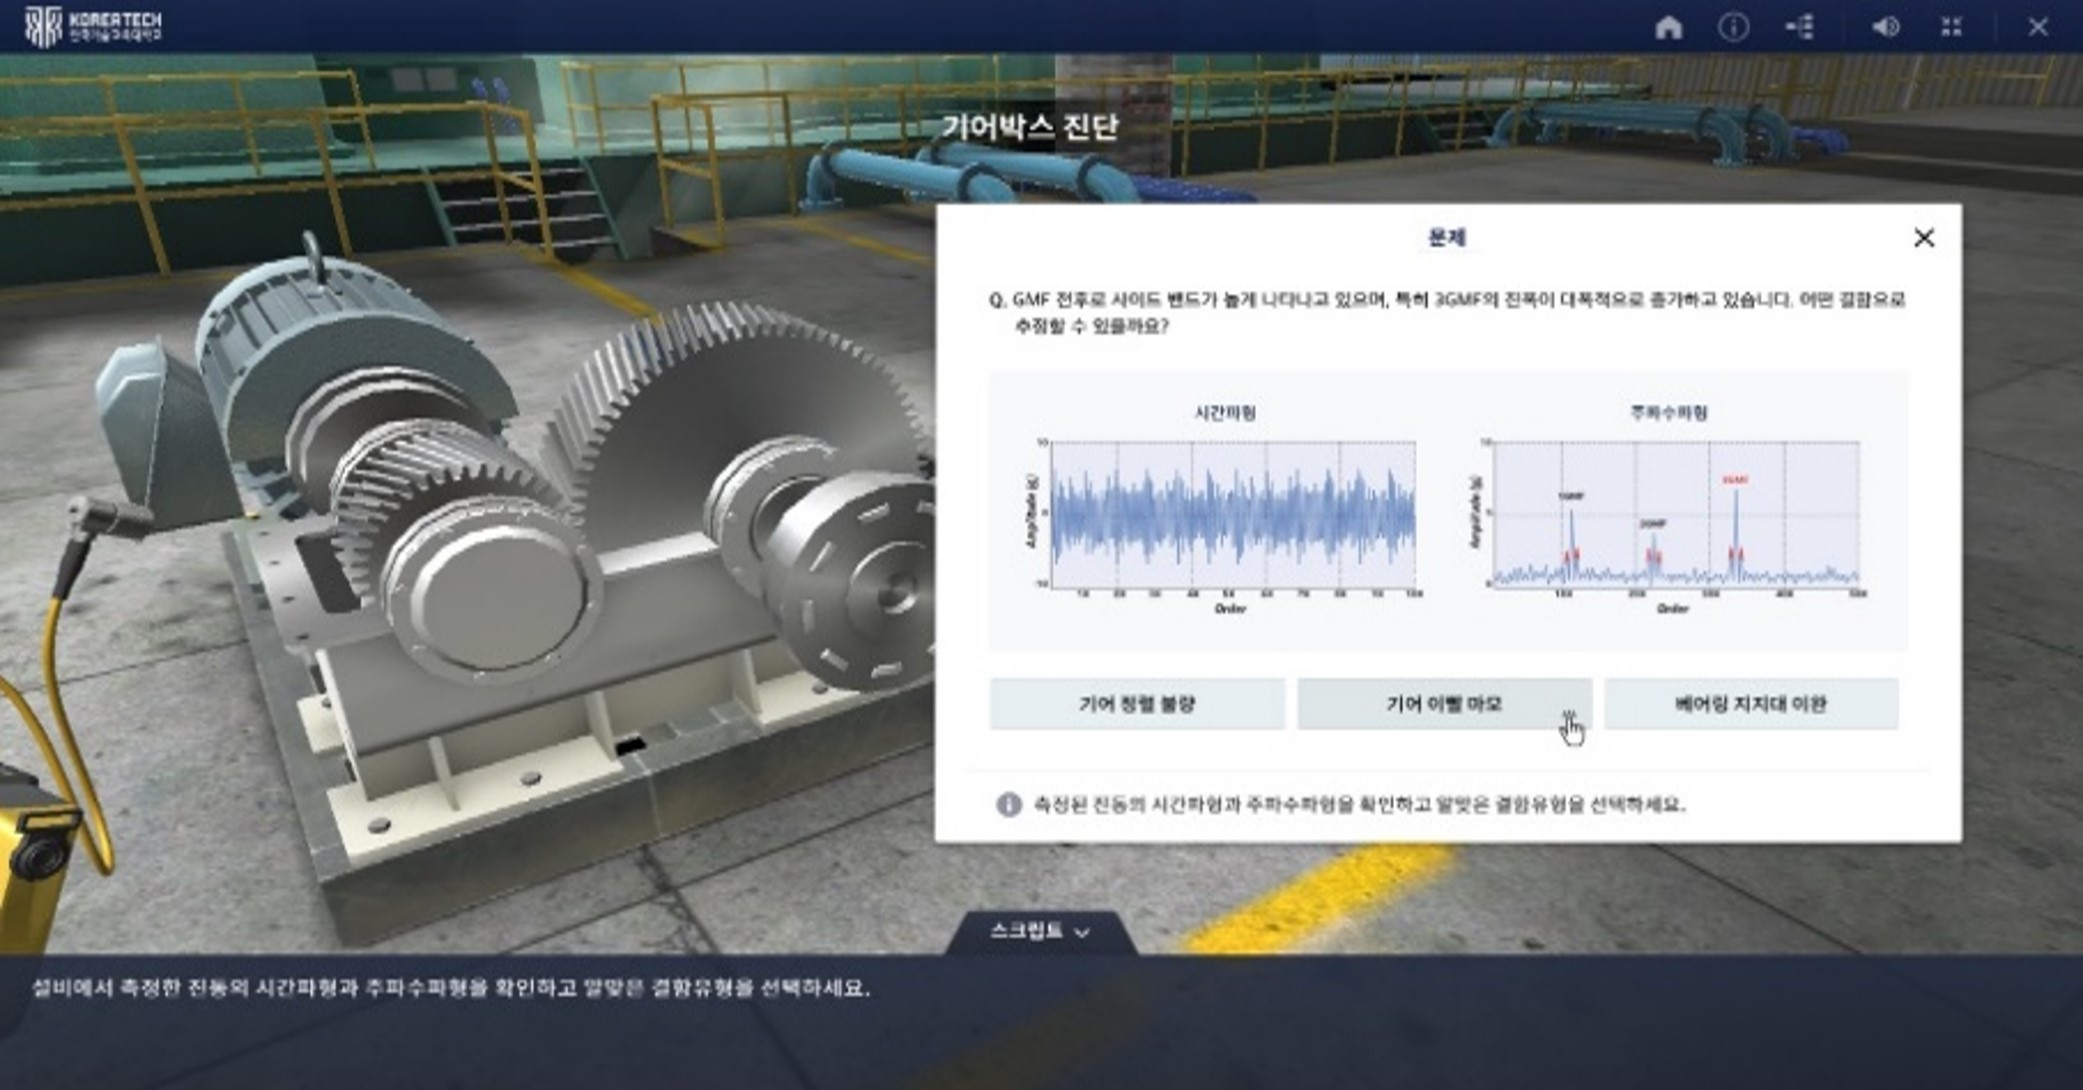 KOREATECH
한국기술교육대학교
기어박스 진단
문제
Q. GMF 전후로 사이드 밴드가 높게 나타나고 있으며, 특히 3GMF의 진폭이 대폭적으로 증가하고 있습니다. 어떤 결함으로
추정할 수 있을까요?
시간파형
주파수파형
10
Amplitude (g)
0
-10
Order
10
Amplitude (g)
5
0
1GMF
2GMF
3GMF
Order
기어 정렬 불량
기어 이빨 마모
베어링 지지대 이완
측정된 진동의 시간파형과 주파수파형을 확인하고 알맞은 결함유형을 선택하세요.
스크립트
설비에서 측정한 진동의 시간파형과 주파수파형을 확인하고 알맞은 결함유형을 선택하세요.